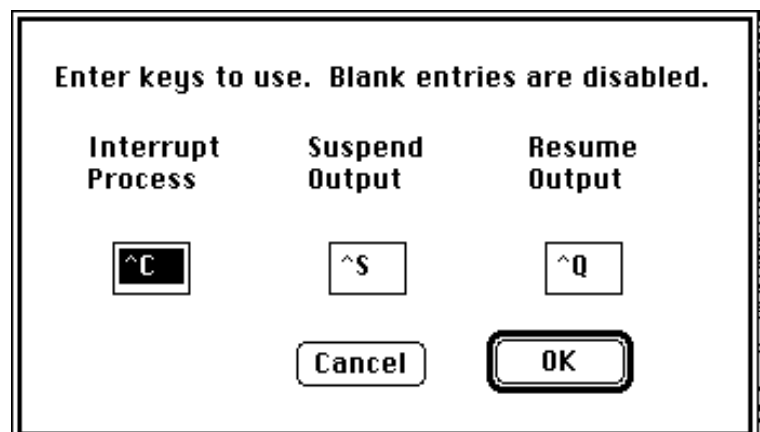 Enter keys to use.  Blank entries are disabled.
Interrupt Process
Suspend Output
Resume Output
^C
^S
^Q
Cancel
OK